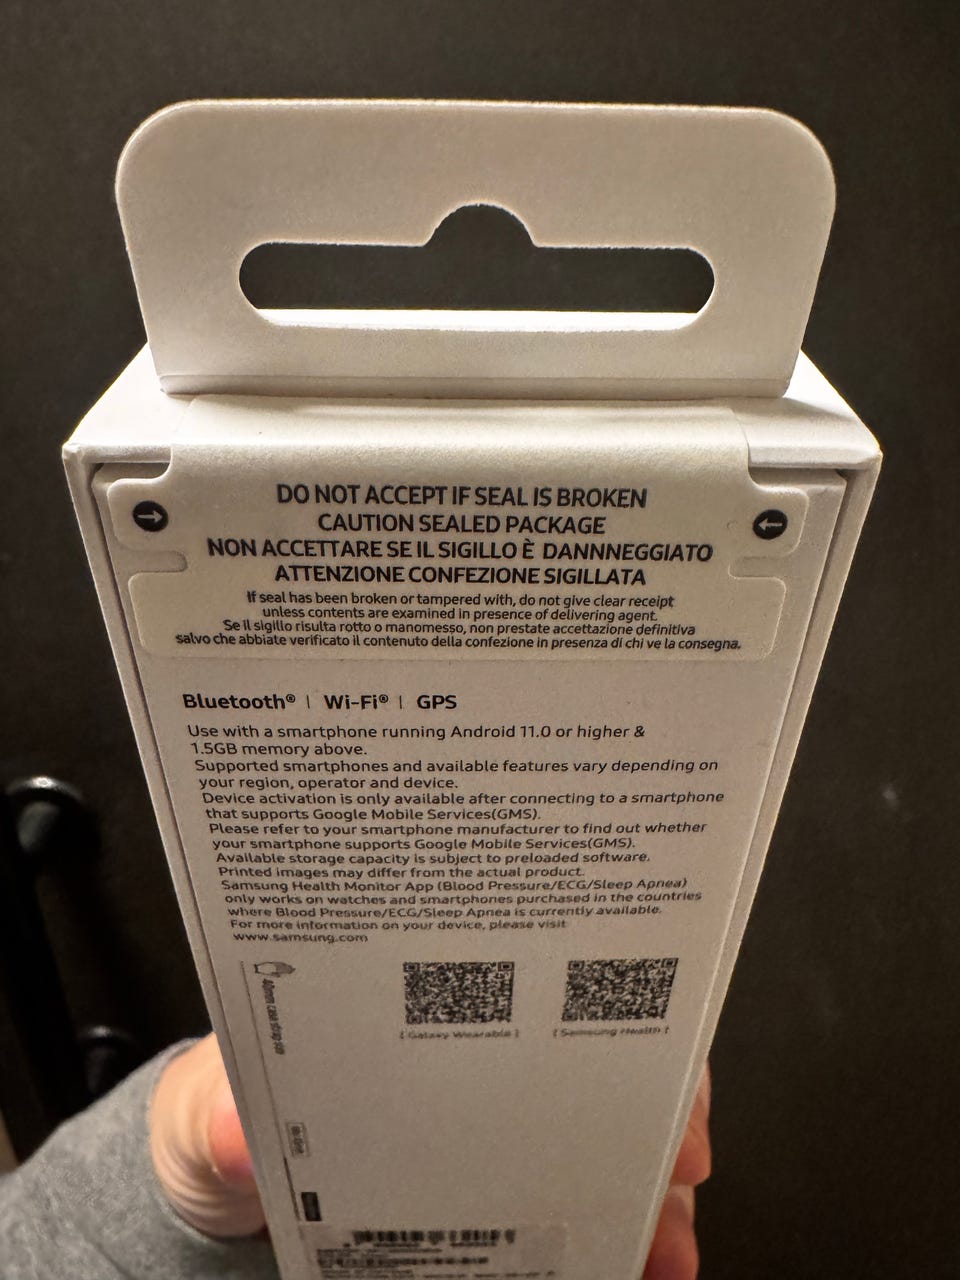 DO NOT ACCEPT IF SEAL IS BROKEN
CAUTION SEALED PACKAGE
NON ACCETTARE SE IL SIGILLO È DANNNEGGIATO
ATTENZIONE CONFEZIONE SIGILLATA
If seal has been broken or tampered with, do not give clear receipt
unless contents are examined in presence of delivering agent.
Se il sigillo risulta rotto o manomesso, non prestate accettazione definitiva
salvo che abbiate verificato il contenuto della confezione in presenza di chi ve la consegna.
Bluetooth® | Wi-Fi® | GPS
Use with a smartphone running Android 11.0 or higher &
1.5GB memory above.
Supported smartphones and available features vary depending on
your region, operator and device.
Device activation is only available after connecting to a smartphone
that supports Google Mobile Services(GMS).
Please refer to your smartphone manufacturer to find out whether
your smartphone supports Google Mobile Services(GMS).
Available storage capacity is subject to preloaded software.
Printed images may differ from the actual product.
Samsung Health Monitor App (Blood Pressure/ECG/Sleep Apnea)
only works on watches and smartphones purchased in the countries
where Blood Pressure/ECG/Sleep Apnea is currently available.
For more information on your device, please visit
www.samsung.com
[ Galaxy Wearable ] [ Samsung Health ]
40mm case